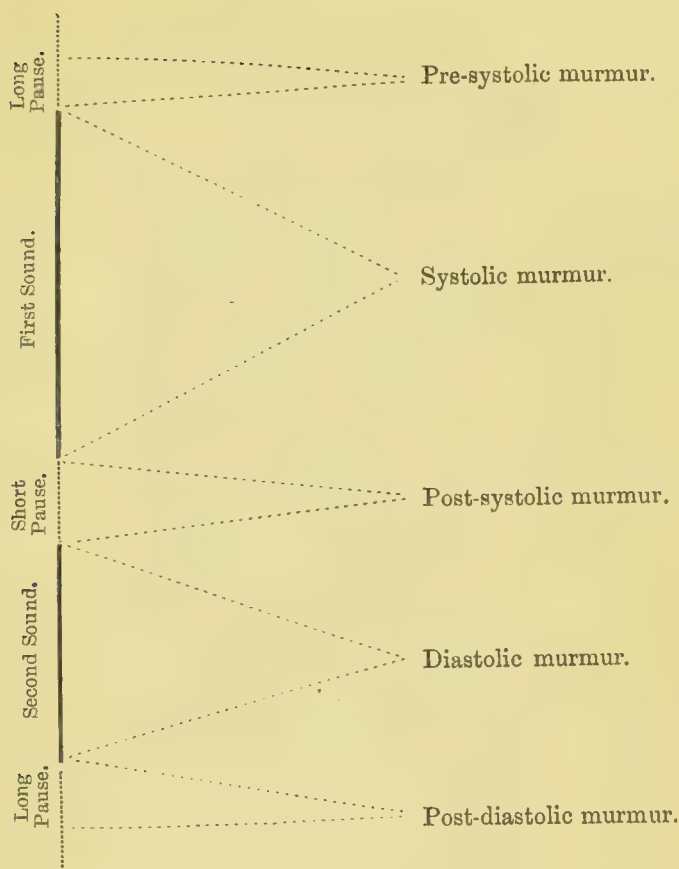 Long
Pause.
Pre-systolic murmur.
First Sound.
Systolic murmur.
Short
Pause.
Post-systolic murmur.
Second Sound.
Diastolic murmur.
Long
Pause.
Post-diastolic murmur.